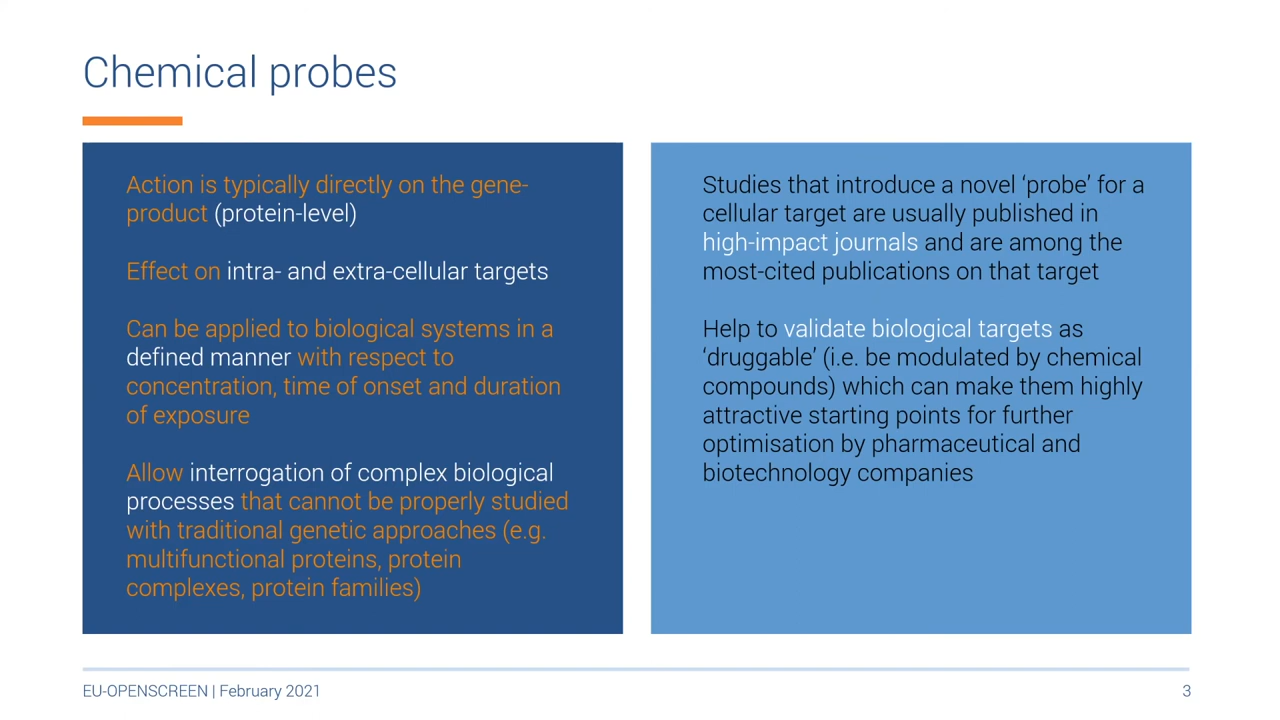 Chemical probes
Action is typically directly on the gene-
product (protein-level)
Effect on intra- and extra-cellular targets
Can be applied to biological systems in a
defined manner with respect to
concentration, time of onset and duration
of exposure
Allow interrogation of complex biological
processes that cannot be properly studied
with traditional genetic approaches (e.g.
multifunctional proteins, protein
complexes, protein families)
Studies that introduce a novel ‘probe’ for a
cellular target are usually published in
high-impact journals and are among the
most-cited publications on that target
Help to validate biological targets as
‘druggable’ (i.e. be modulated by chemical
compounds) which can make them highly
attractive starting points for further
optimisation by pharmaceutical and
biotechnology companies
EU-OPENSCREEN | February 2021
3